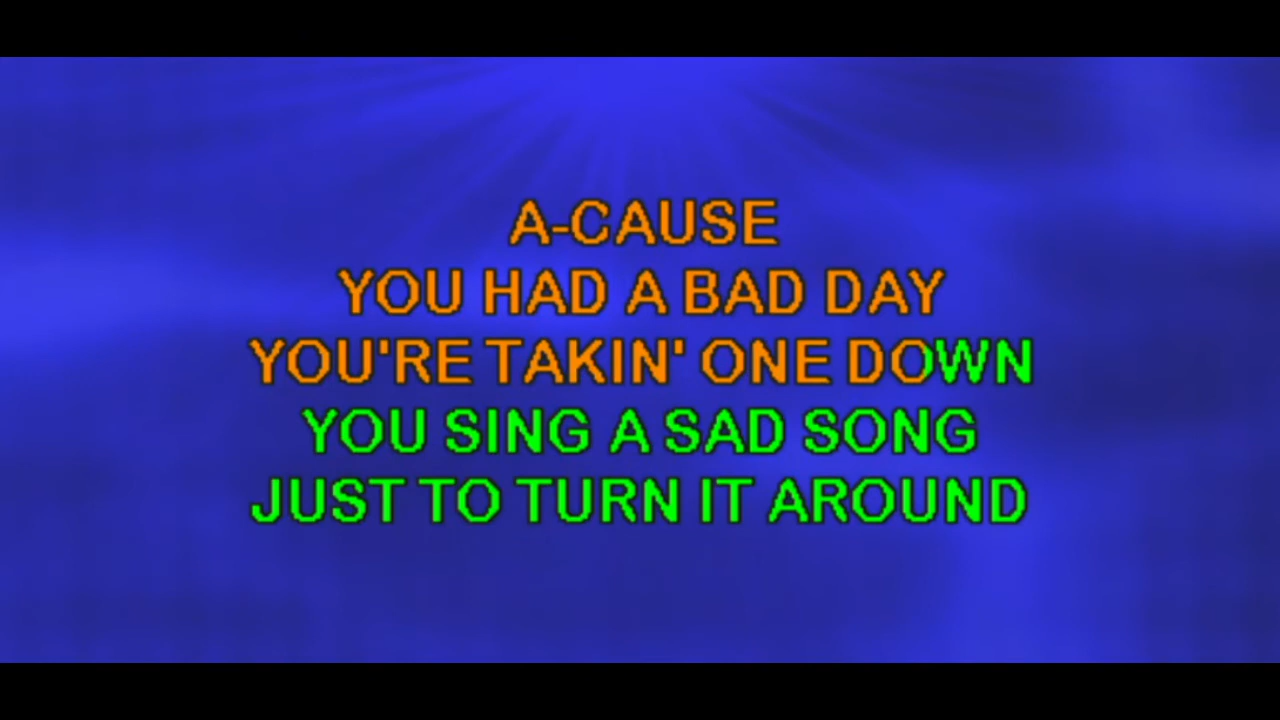 A-CAUSE
YOU HAD A BAD DAY
YOU'RE TAKIN' ONE DOWN
YOU SING A SAD SONG
JUST TO TURN IT AROUND